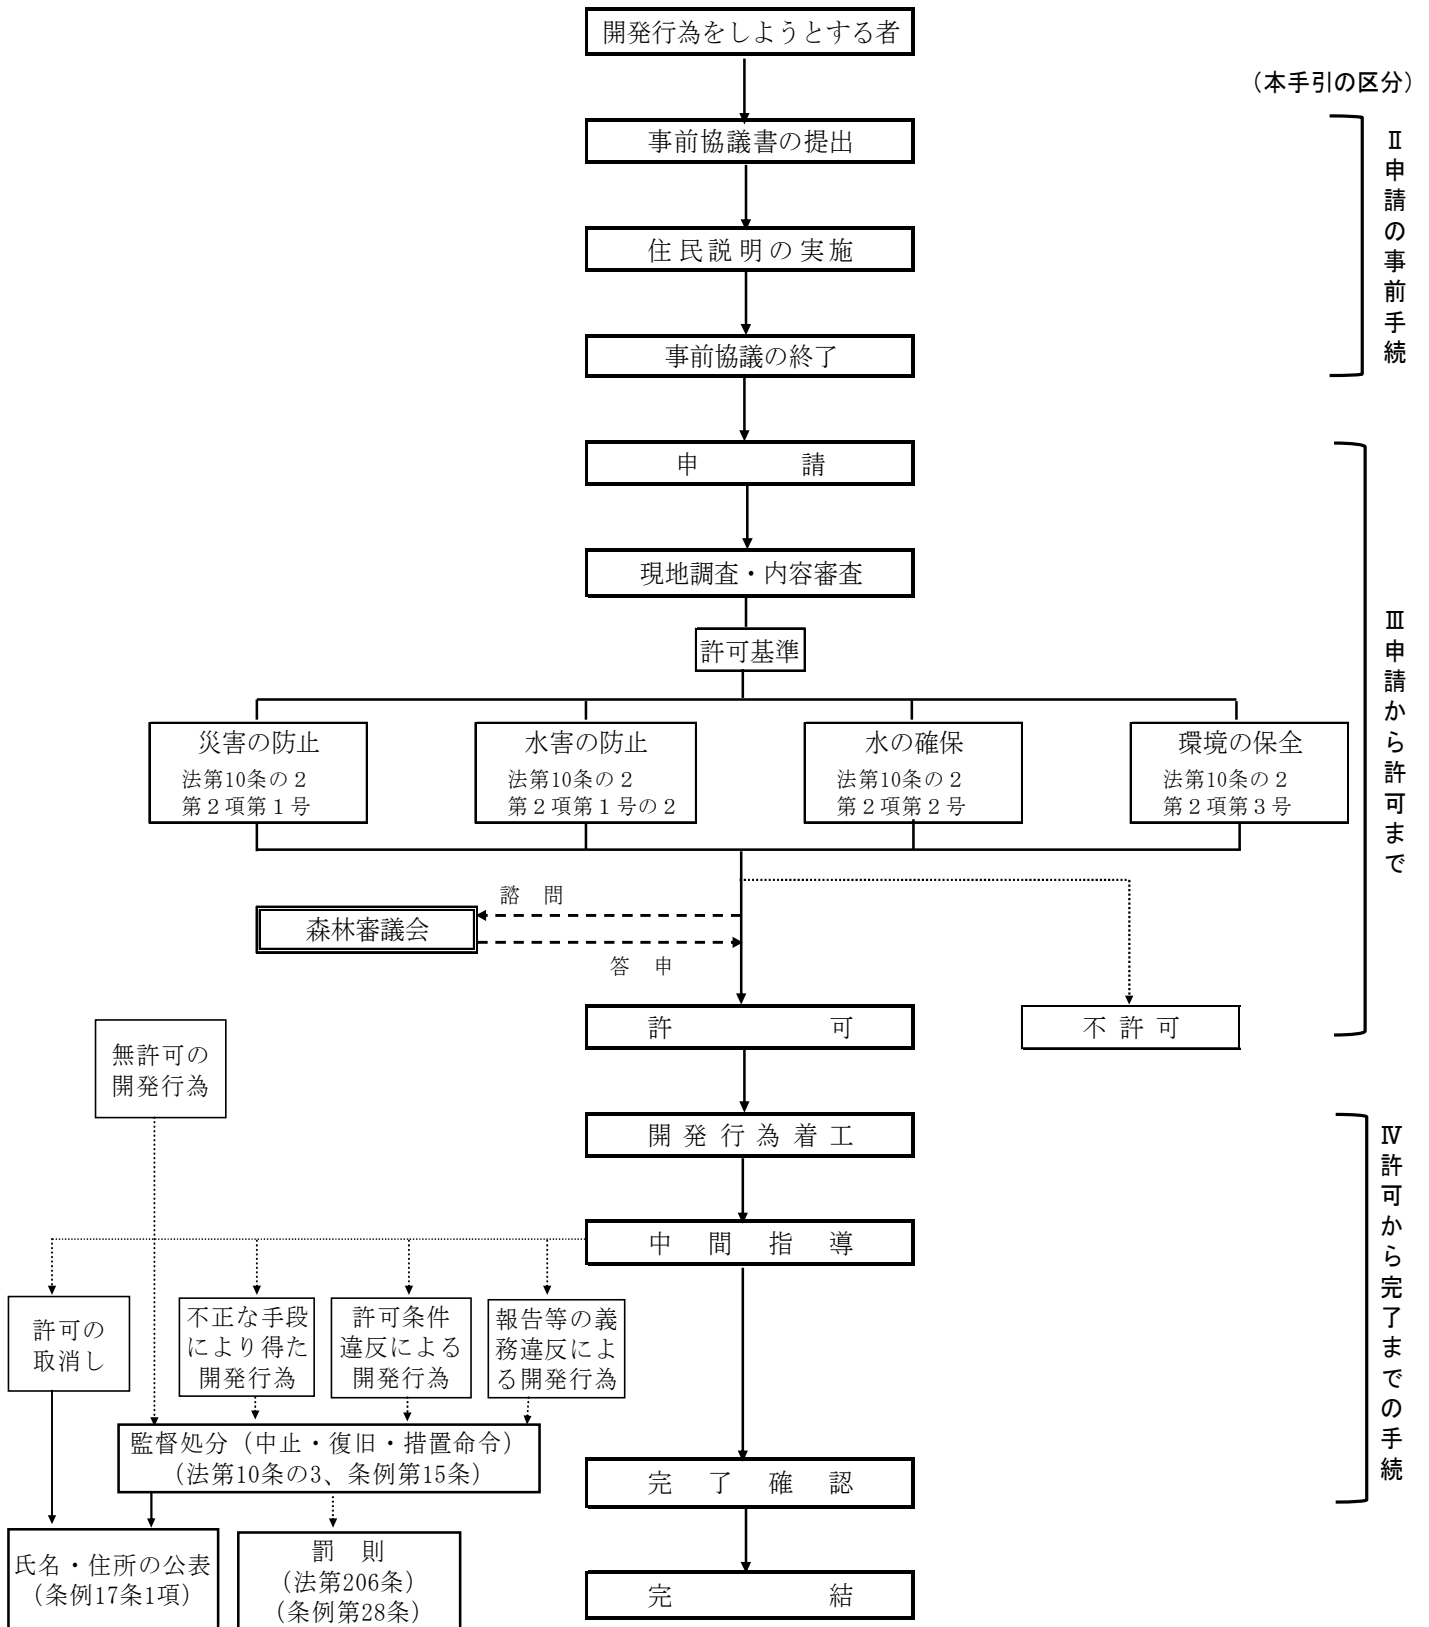 開発行為をしようとする者
（本手引の区分）
事前協議書の提出
住民説明の実施
事前協議の終了
Ⅱ申請の事前手続
申請
現地調査・内容審査
許可基準
災害の防止
法第10条の２
第２項第１号
水害の防止
法第10条の２
第２項第１号の２
水の確保
法第10条の２
第２項第２号
環境の保全
法第10条の２
第２項第３号
諮問
森林審議会
答申
許可
不許可
Ⅲ申請から許可まで
無許可の
開発行為
開発行為着工
中間指導
許可の
取消し
不正な手段
により得た
開発行為
許可条件
違反による
開発行為
報告等の義
務違反によ
る開発行為
監督処分（中止・復旧・措置命令）
（法第10条の3、条例第15条）
完了確認
Ⅳ許可から完了までの手続
氏名・住所の公表
（条例17条1項）
罰則
（法第206条）
（条例第28条）
完結